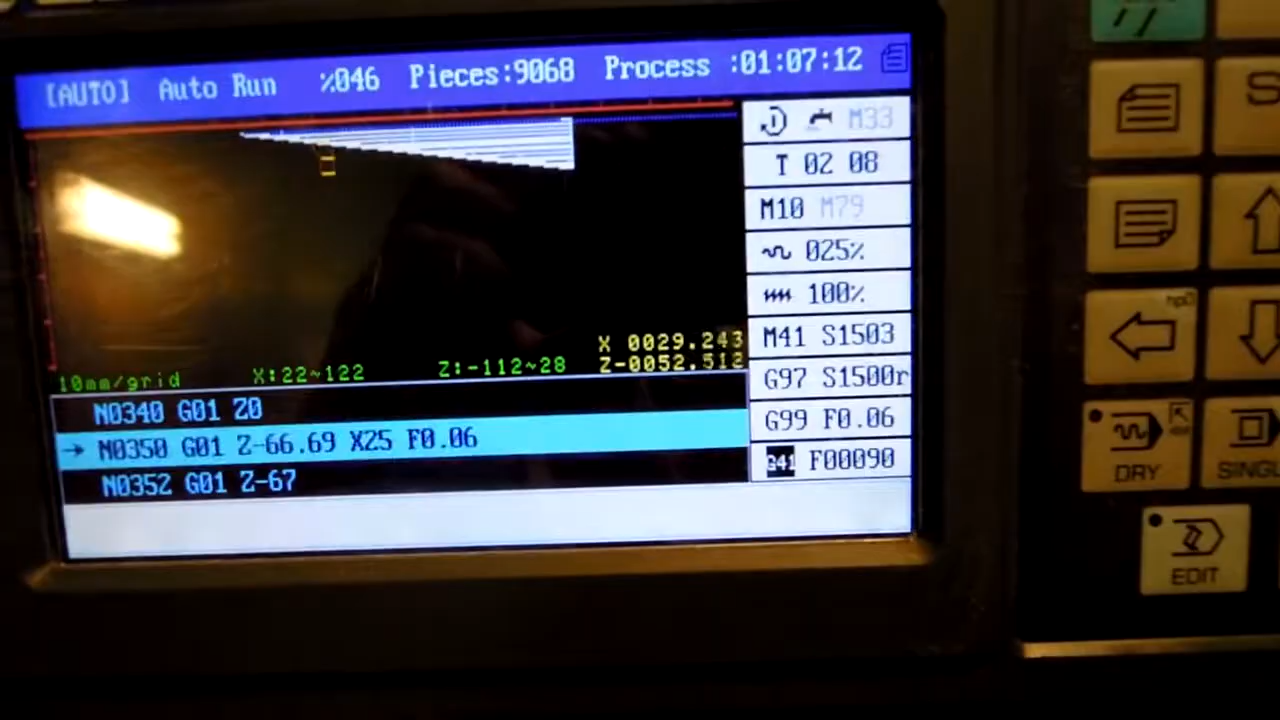 [AUTO] Auto Run %046 Pieces:9068 Process :01:07:12
M33
T 02 08
M10 M79
025%
100%
M41 S1503
G97 S1500r
G99 F0.06
G41 F00090
X 0029.243
Z-0052.512
10mm/grid X:22~122 Z:-112~28
N0340 G01 Z0
→ N0350 G01 Z-66.69 X25 F0.06
N0352 G01 Z-67
DRY
SINGL
EDIT